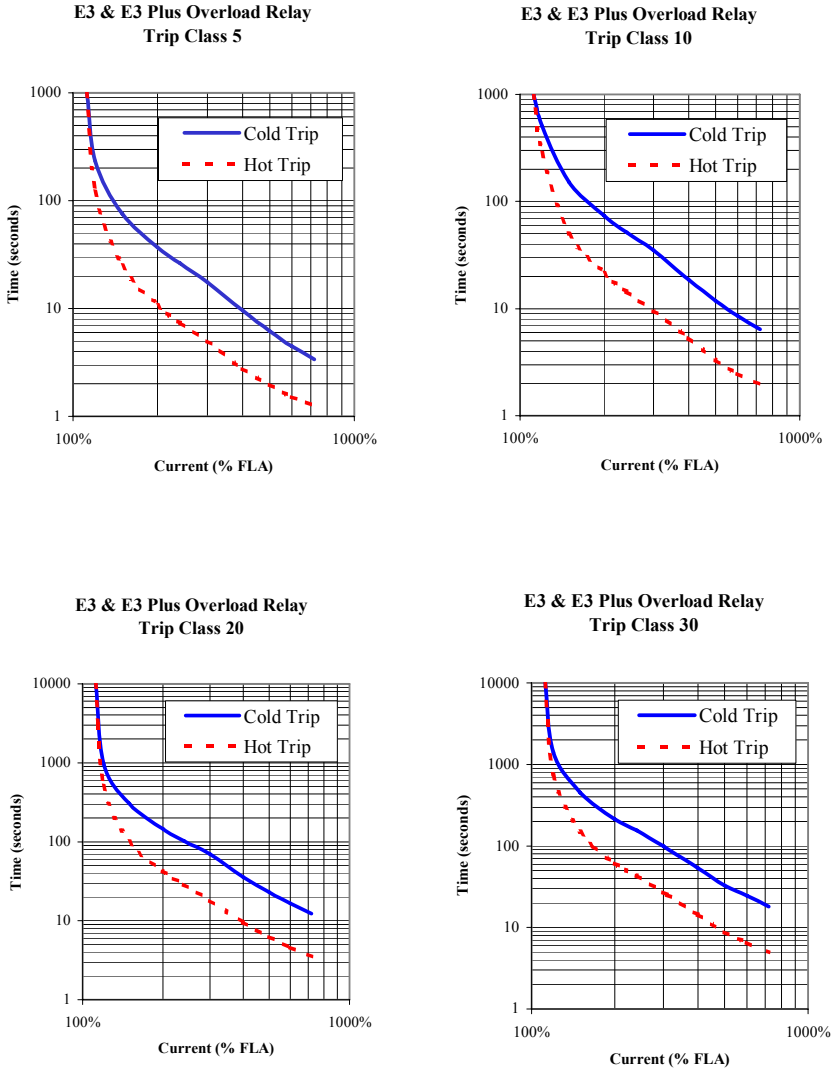 E3 & E3 Plus Overload Relay
Trip Class 5
1000
100
10
1
Time (seconds)
Cold Trip
Hot Trip
100%
1000%
Current (% FLA)
E3 & E3 Plus Overload Relay
Trip Class 10
1000
100
10
1
Time (seconds)
Cold Trip
Hot Trip
100%
1000%
Current (% FLA)
E3 & E3 Plus Overload Relay
Trip Class 20
10000
1000
100
10
1
Time (seconds)
Cold Trip
Hot Trip
100%
1000%
Current (% FLA)
E3 & E3 Plus Overload Relay
Trip Class 30
10000
1000
100
10
1
Time (seconds)
Cold Trip
Hot Trip
100%
1000%
Current (% FLA)